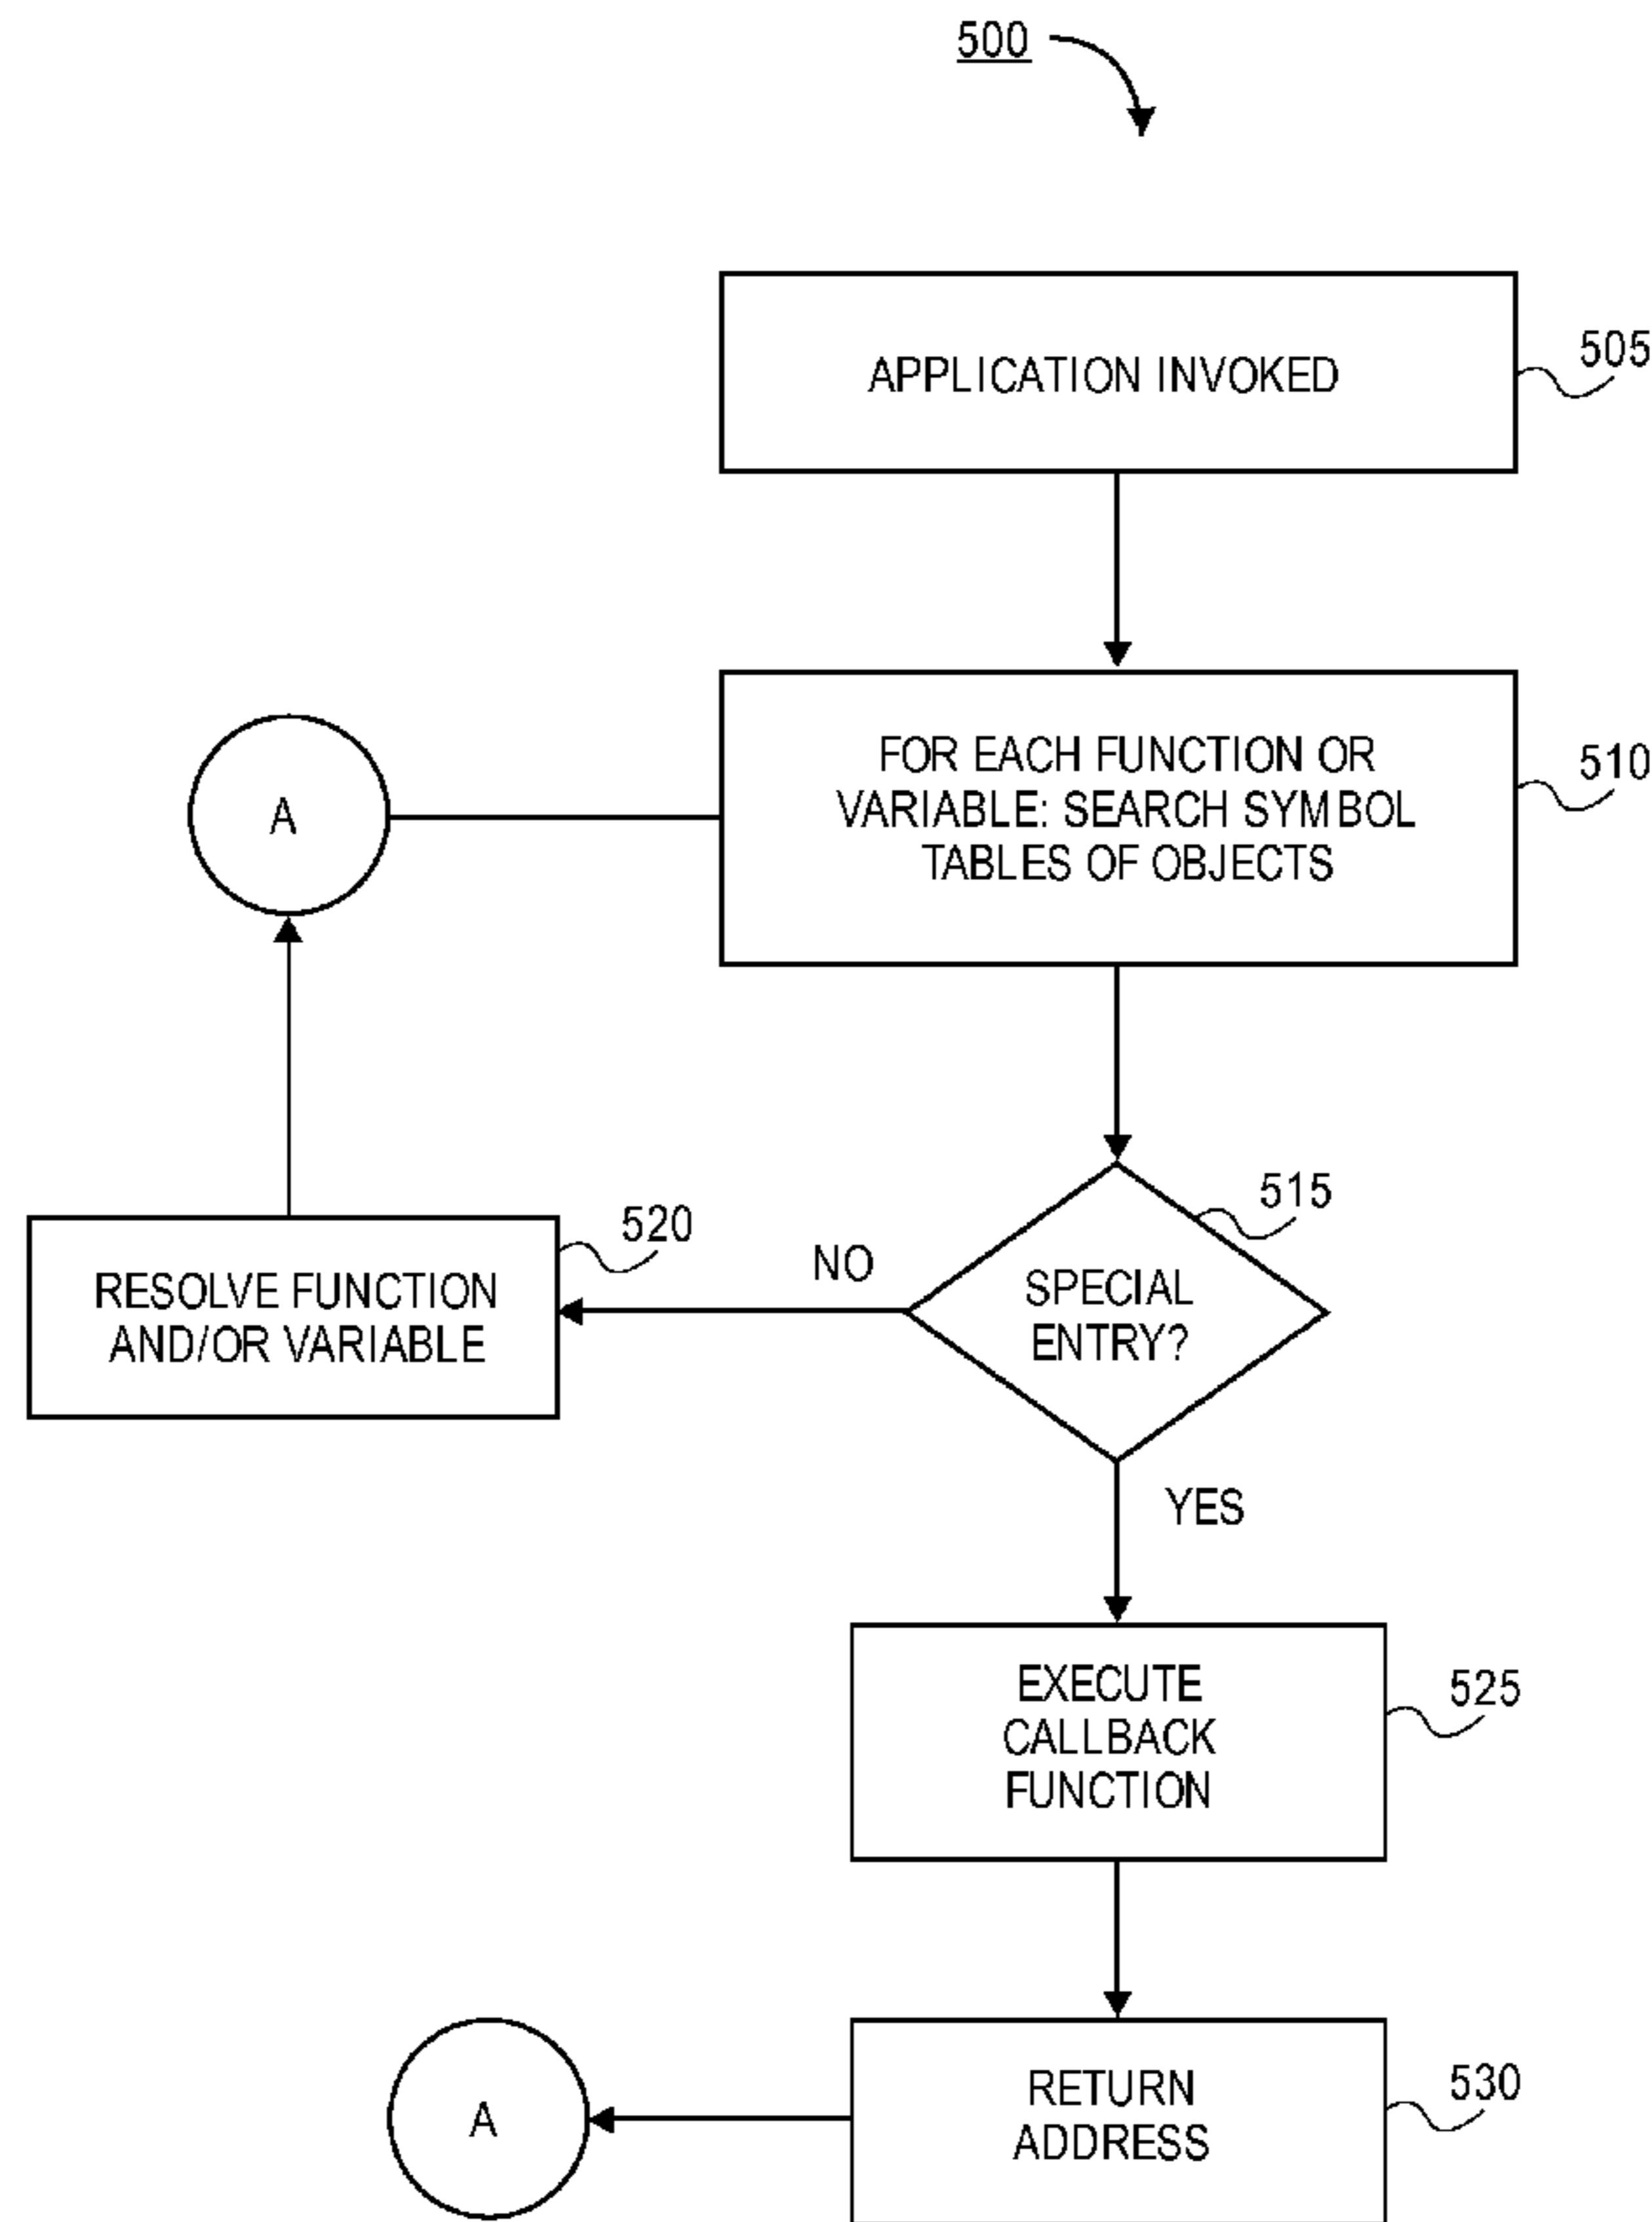 500
APPLICATION INVOKED
505
FOR EACH FUNCTION OR
VARIABLE: SEARCH SYMBOL
TABLES OF OBJECTS
510
A
515
SPECIAL
ENTRY?
NO
520
RESOLVE FUNCTION
AND/OR VARIABLE
YES
EXECUTE
CALLBACK
FUNCTION
525
RETURN
ADDRESS
530
A